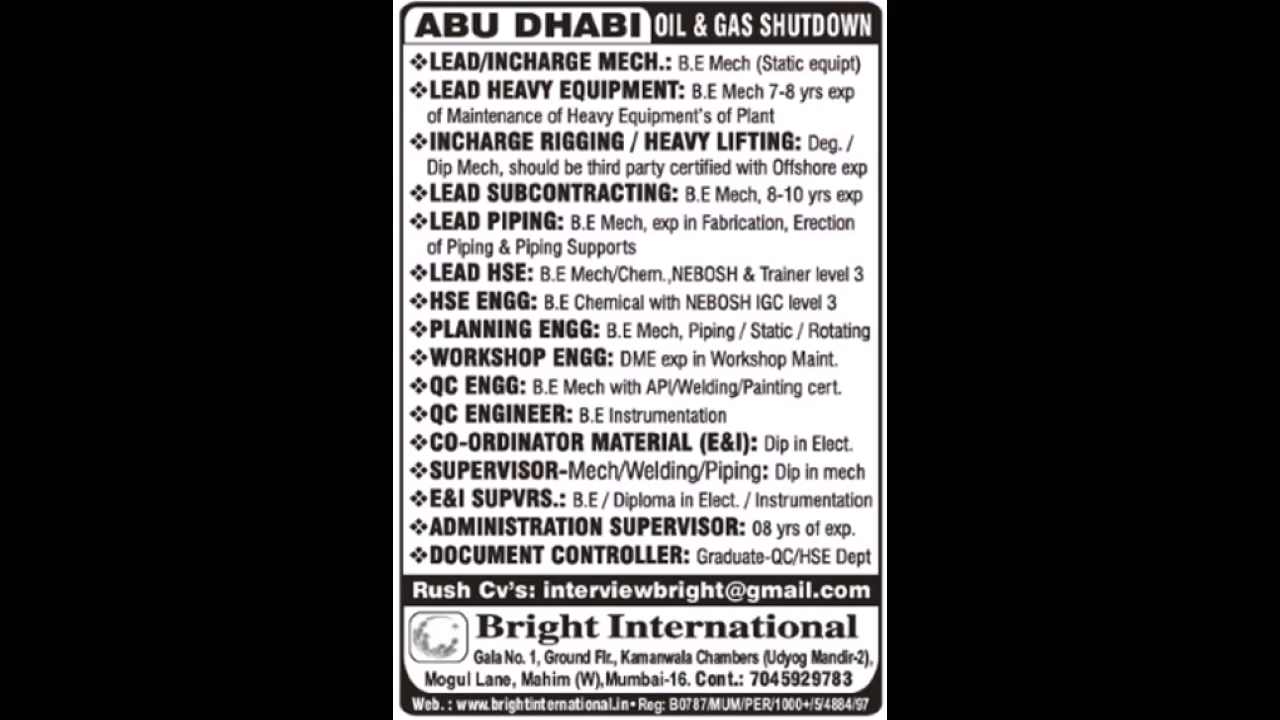 ABU DHABI OIL & GAS SHUTDOWN
❖LEAD/INCHARGE MECH.: B.E Mech (Static equipt)
❖LEAD HEAVY EQUIPMENT: B.E Mech 7-8 yrs exp
of Maintenance of Heavy Equipment's of Plant
❖INCHARGE RIGGING / HEAVY LIFTING: Deg. /
Dip Mech, should be third party certified with Offshore exp
❖LEAD SUBCONTRACTING: B.E Mech, 8-10 yrs exp
❖LEAD PIPING: B.E Mech, exp in Fabrication, Erection
of Piping & Piping Supports
❖LEAD HSE: B.E Mech/Chem.,NEBOSH & Trainer level 3
❖HSE ENGG: B.E Chemical with NEBOSH IGC level 3
❖PLANNING ENGG: B.E Mech, Piping / Static / Rotating
❖WORKSHOP ENGG: DME exp in Workshop Maint.
❖QC ENGG: B.E Mech with API/Welding/Painting cert.
❖QC ENGINEER: B.E Instrumentation
❖CO-ORDINATOR MATERIAL (E&I): Dip in Elect.
❖SUPERVISOR-Mech/Welding/Piping: Dip in mech
❖E&I SUPVRS.: B.E / Diploma in Elect. / Instrumentation
❖ADMINISTRATION SUPERVISOR: 08 yrs of exp.
❖DOCUMENT CONTROLLER: Graduate-QC/HSE Dept
Rush Cv's: interviewbright@gmail.com
Bright International
Gala No. 1, Ground Flr., Kamanwala Chambers (Udyog Mandir-2),
Mogul Lane, Mahim (W),Mumbai-16. Cont.: 7045929783
Web. : www.brightinternational.in • Reg: B0787/MUM/PER/1000+/5/4884/97